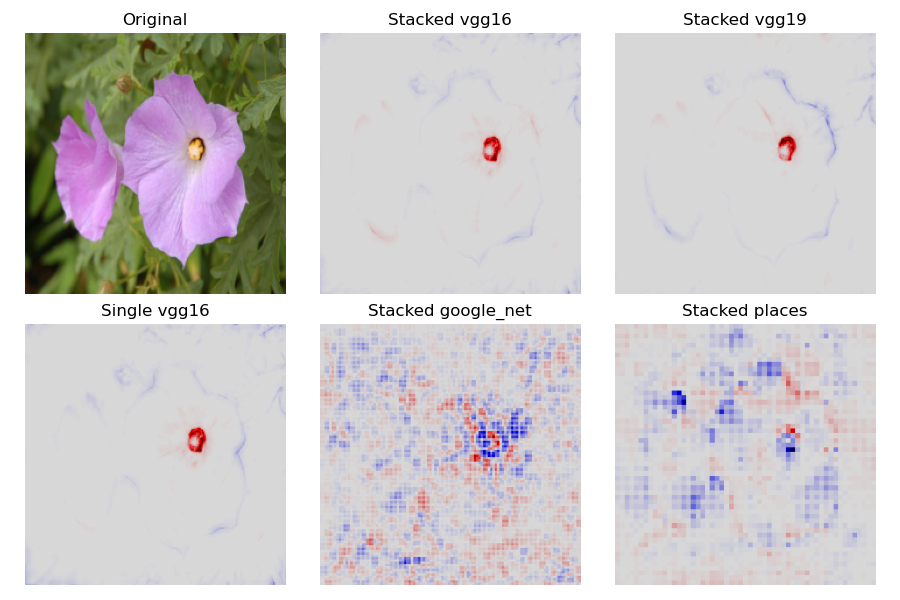 Original
Stacked vgg16
Stacked vgg19
Single vgg16
Stacked google_net
Stacked places